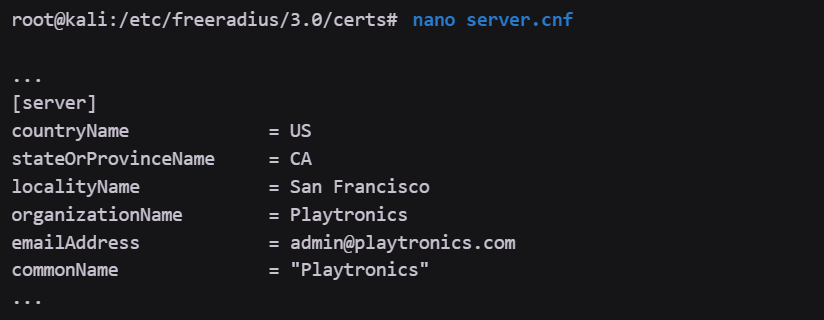 root@kali:/etc/freeradius/3.0/certs# nano server.cnf
...
[server]
countryName = US
stateOrProvinceName = CA
localityName = San Francisco
organizationName = Playtronics
emailAddress = admin@playtronics.com
commonName = "Playtronics"
...